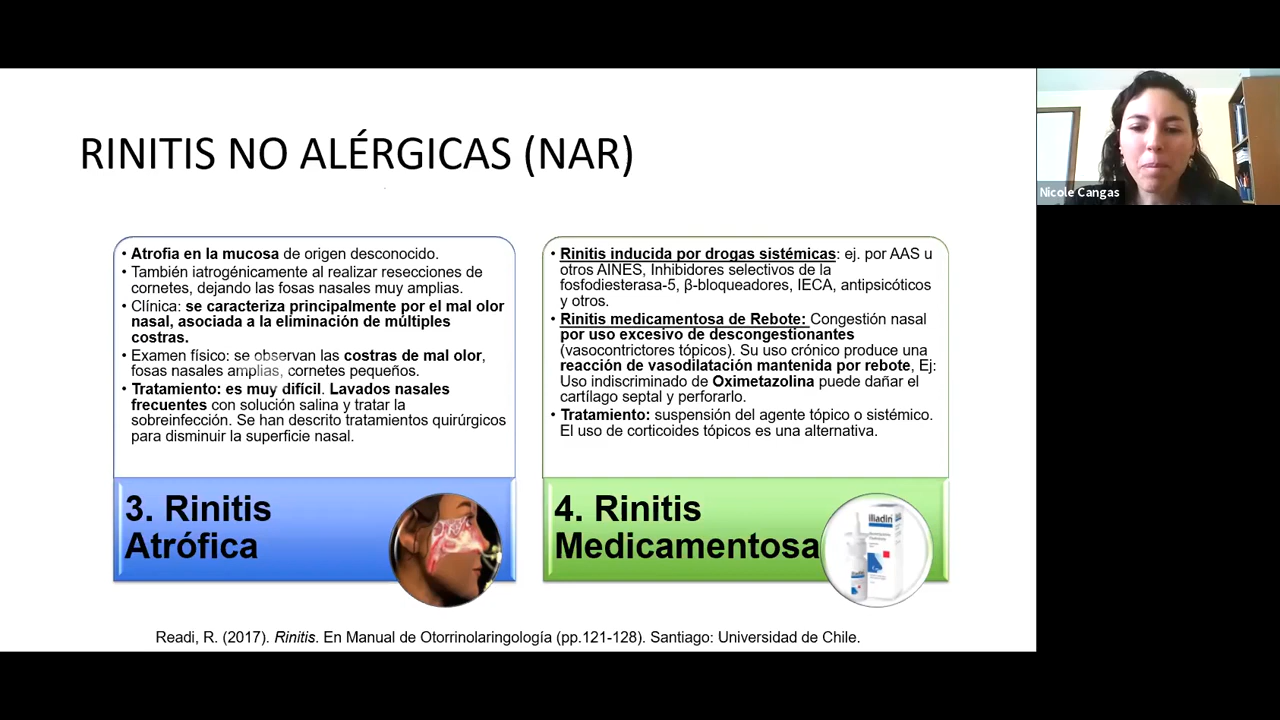 RINITIS NO ALÉRGICAS (NAR)
Nicole Cangas
• Atrofia en la mucosa de origen desconocido.
• También iatrogénicamente al realizar resecciones de
cornetes, dejando las fosas nasales muy amplias.
• Clínica: se caracteriza principalmente por el mal olor
nasal, asociada a la eliminación de múltiples
costras.
• Examen físico: se observan las costras de mal olor,
fosas nasales amplias, cornetes pequeños.
• Tratamiento: es muy difícil. Lavados nasales
frecuentes con solución salina y tratar la
sobreinfección. Se han descrito tratamientos quirúrgicos
para disminuir la superficie nasal.
3. Rinitis
Atrófica
• Rinitis inducida por drogas sistémicas: ej. por AAS u
otros AINES, Inhibidores selectivos de la
fosfodiesterasa-5, β-bloqueadores, IECA, antipsicóticos
y otros.
• Rinitis medicamentosa de Rebote: Congestión nasal
por uso excesivo de descongestionantes
(vasocontrictores tópicos). Su uso crónico produce una
reacción de vasodilatación mantenida por rebote, Ej:
Uso indiscriminado de Oximetazolina puede dañar el
cartílago septal y perforarlo.
• Tratamiento: suspensión del agente tópico o sistémico.
El uso de corticoides tópicos es una alternativa.
4. Rinitis
Medicamentosa
iliadin
Readi, R. (2017). Rinitis. En Manual de Otorrinolaringología (pp.121-128). Santiago: Universidad de Chile.